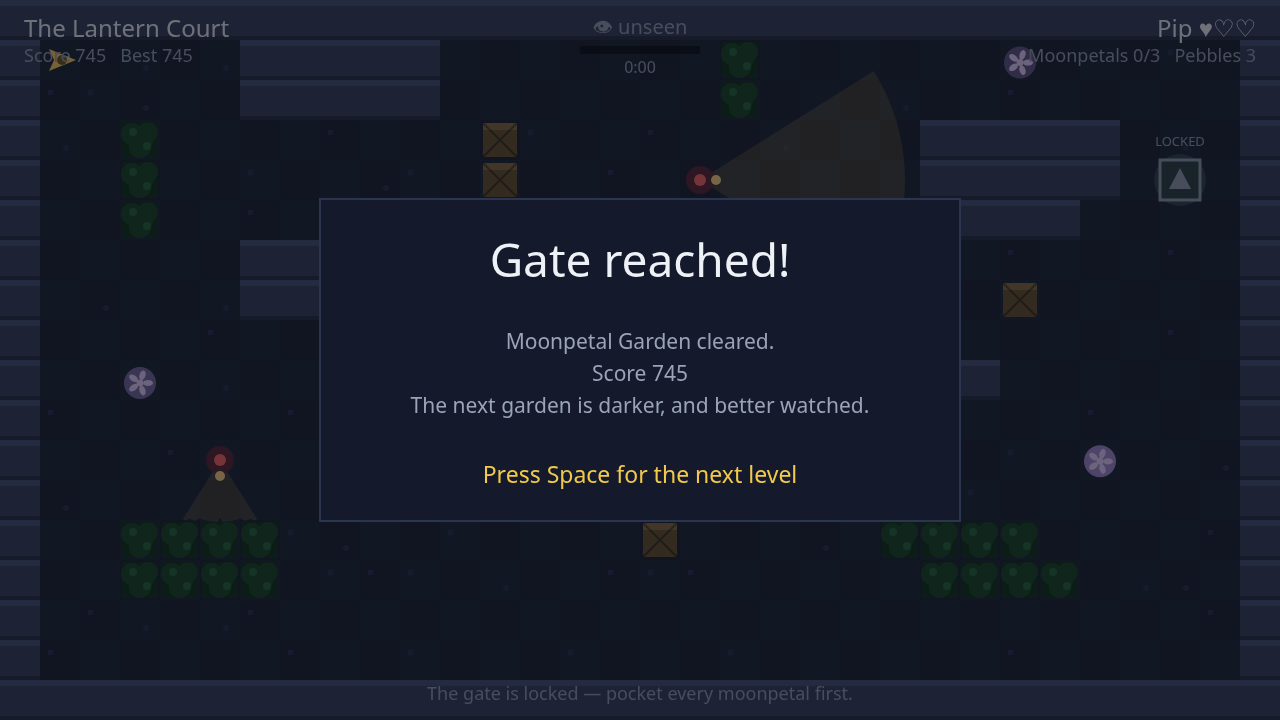 The Lantern Court
Score 745 Best 745
unseen
0:00
Pip ♥♡♡
Moonpetals 0/3 Pebbles 3
LOCKED
Gate reached!
Moonpetal Garden cleared.
Score 745
The next garden is darker, and better watched.
Press Space for the next level
The gate is locked — pocket every moonpetal first.